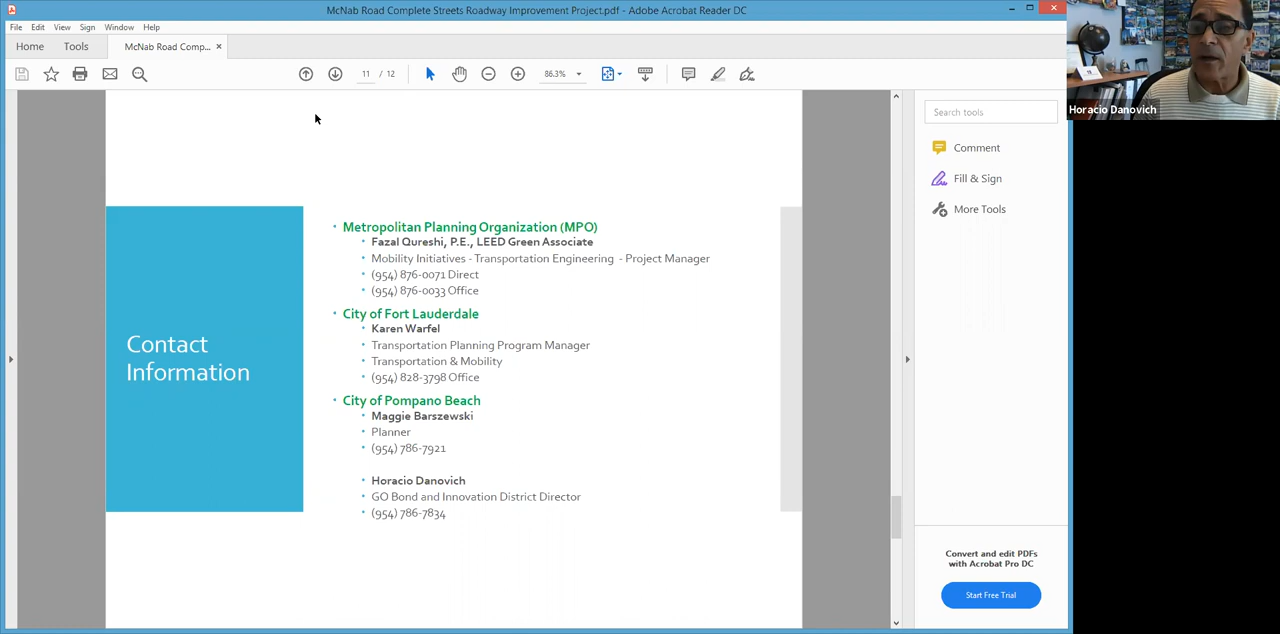 McNab Road Complete Streets Roadway Improvement Project.pdf - Adobe Acrobat Reader DC
File Edit View Sign Window Help
Home Tools McNab Road Comp... ×
11 / 12 86.3%
Search tools
Horacio Danovich
Comment
Fill & Sign
More Tools
Contact
Information
• Metropolitan Planning Organization (MPO)
• Fazal Qureshi, P.E., LEED Green Associate
• Mobility Initiatives - Transportation Engineering - Project Manager
• (954) 876-0071 Direct
• (954) 876-0033 Office
• City of Fort Lauderdale
• Karen Warfel
• Transportation Planning Program Manager
• Transportation & Mobility
• (954) 828-3798 Office
• City of Pompano Beach
• Maggie Barszewski
• Planner
• (954) 786-7921
• Horacio Danovich
• GO Bond and Innovation District Director
• (954) 786-7834
Convert and edit PDFs
with Acrobat Pro DC
Start Free Trial